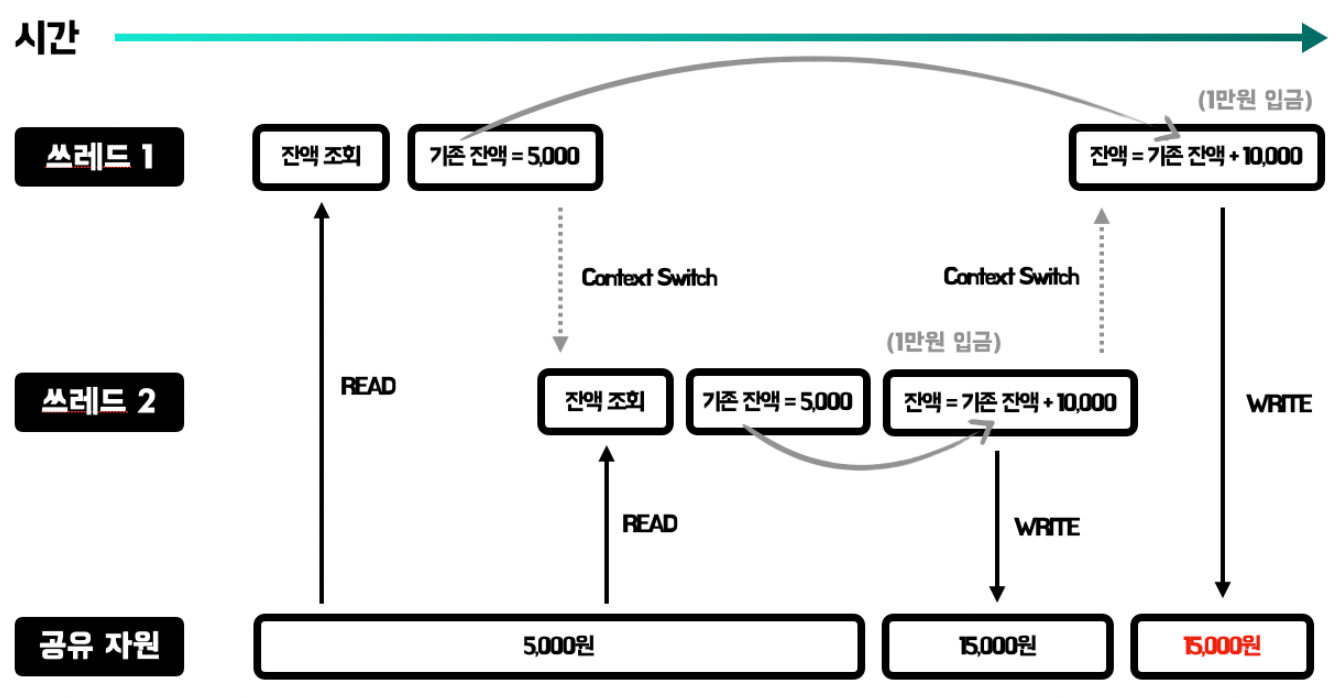 시간
(1만원 입금)
쓰레드 1
잔액 조회
기존 잔액 = 5,000
잔액 = 기존 잔액 + 10,000
Context Switch
Context Switch
(1만원 입금)
READ
쓰레드 2
잔액 조회
기존 잔액 = 5,000
잔액 = 기존 잔액 + 10,000
WRITE
READ
WRITE
공유 자원
5,000원
15,000원
15,000원